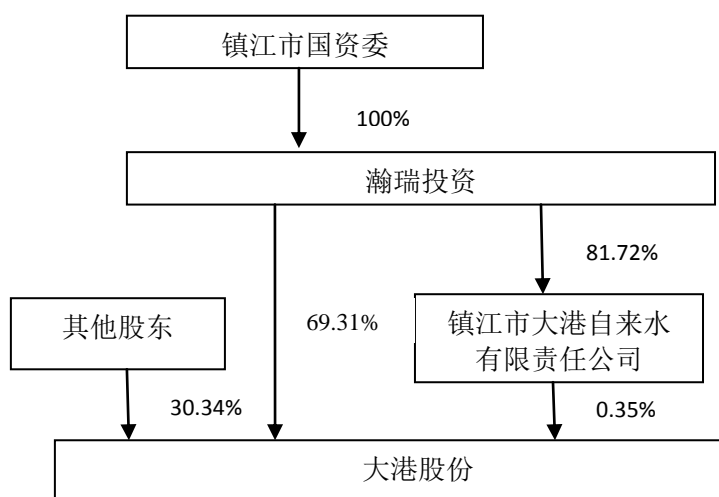 镇江市国资委
100%
瀚瑞投资
81.72%
其他股东
69.31%
镇江市大港自来水
有限责任公司
30.34%
0.35%
大港股份